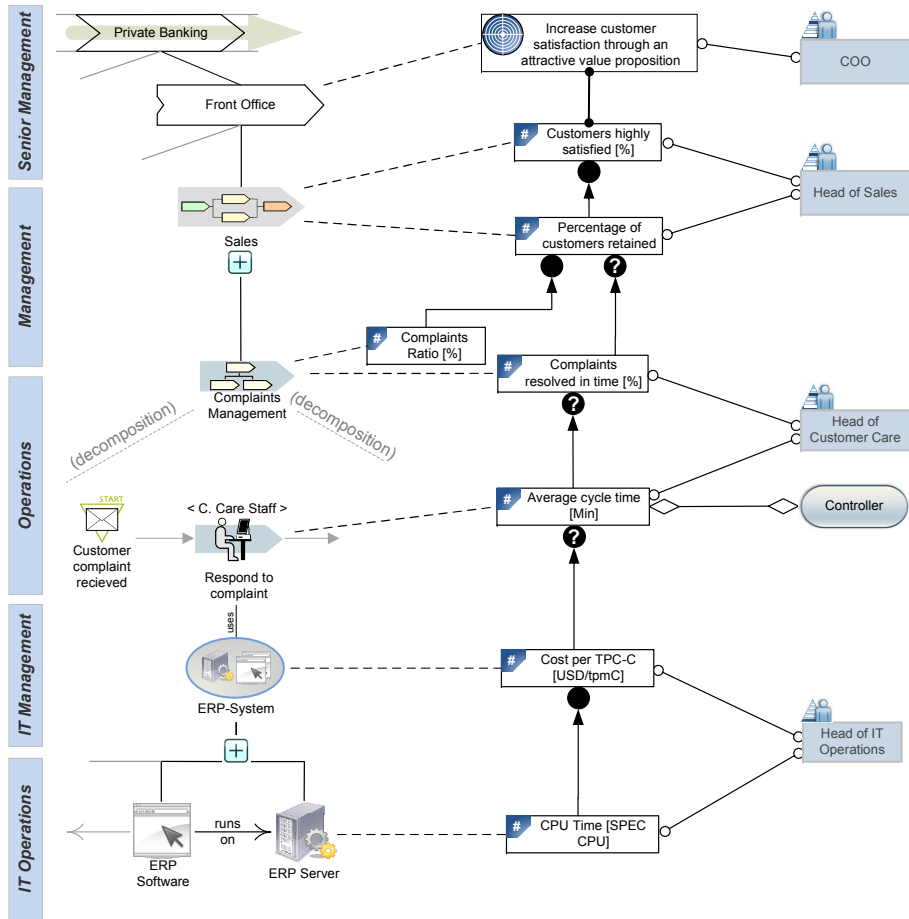 Senior Management
Private Banking
Increase customer
satisfaction through an
attractive value proposition
COO
Front Office
#
Customers highly
satisfied [%]
Head of Sales
Management
Sales
#
Percentage of
customers retained
?
#
Complaints
Ratio [%]
#
Complaints
resolved in time [%]
?
Complaints
Management
(decomposition)
(decomposition)
Head of
Customer Care
Operations
START
Customer
complaint
recieved
< C. Care Staff >
Respond to
complaint
#
Average cycle time
[Min]
?
Controller
uses
IT Management
ERP-System
#
Cost per TPC-C
[USD/tpmC]
Head of IT
Operations
IT Operations
runs
on
ERP
Software
ERP Server
#
CPU Time [SPEC
CPU]